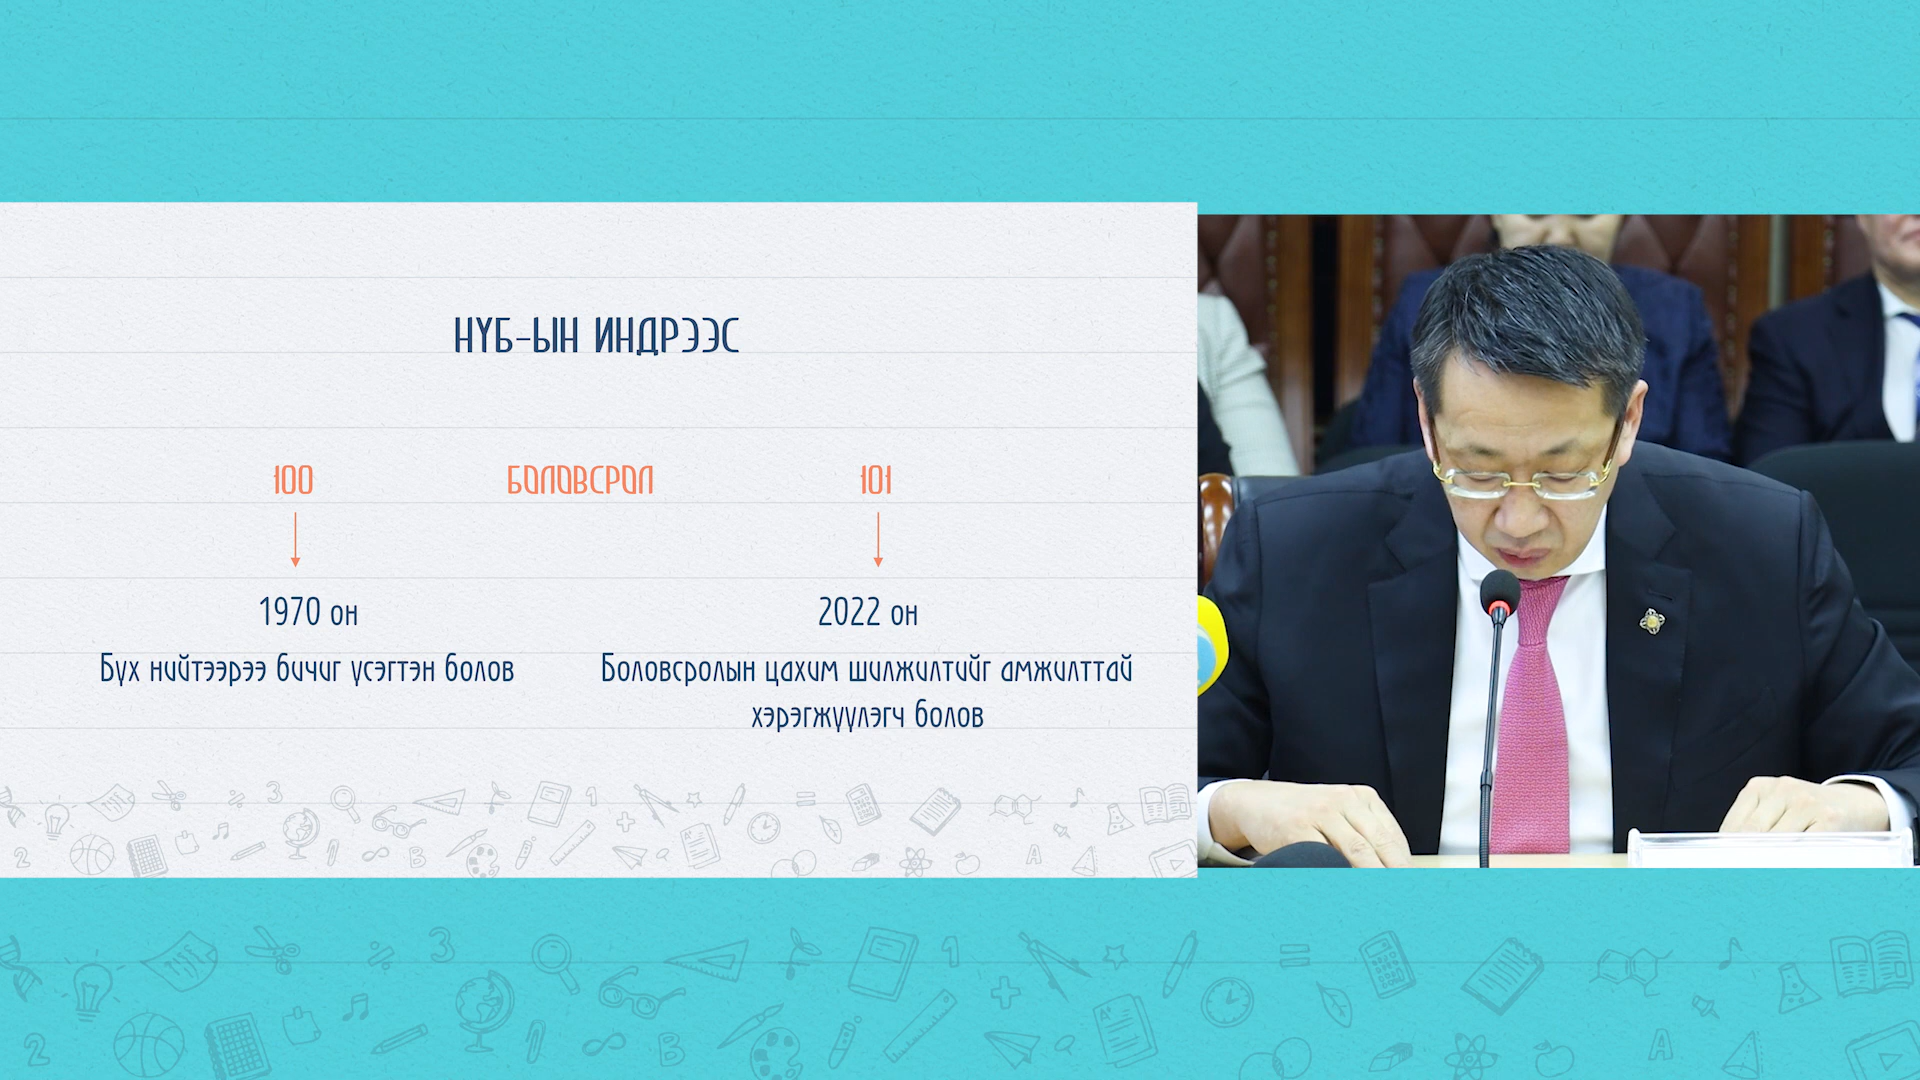 НҮБ-ЫН ИНДРЭЭС
100 БОЛОВСРОЛ 101
1970 он
Бүх нийтээрээ бичиг үсэгтэн болов
2022 он
Боловсролын цахим шилжилтийг амжилттай
хэрэгжүүлэгч болов